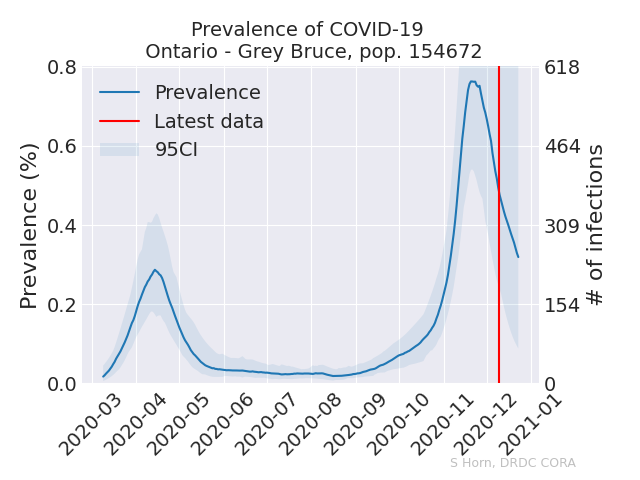 Prevalence of COVID-19
Ontario - Grey Bruce, pop. 154672
Prevalence (%)
0.8
0.6
0.4
0.2
0.0
Prevalence
Latest data
95CI
618
464
309
154
0
# of infections
2020-03
2020-04
2020-05
2020-06
2020-07
2020-08
2020-09
2020-10
2020-11
2020-12
2021-01
S Horn, DRDC CORA